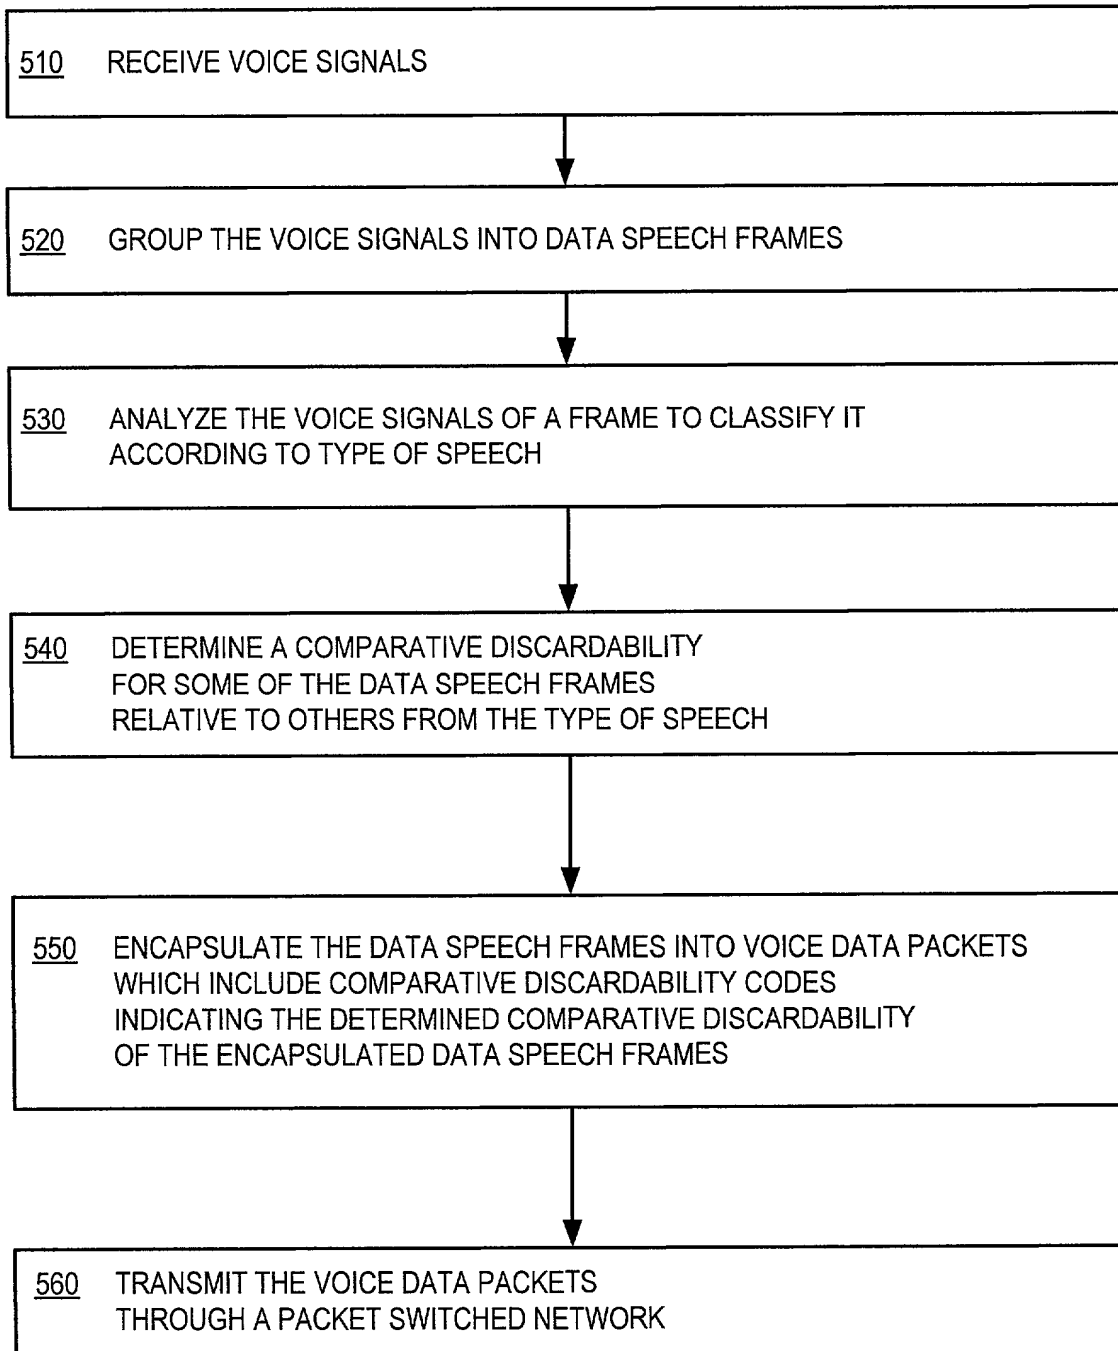 510 RECEIVE VOICE SIGNALS
520 GROUP THE VOICE SIGNALS INTO DATA SPEECH FRAMES
530 ANALYZE THE VOICE SIGNALS OF A FRAME TO CLASSIFY IT
ACCORDING TO TYPE OF SPEECH
540 DETERMINE A COMPARATIVE DISCARDABILITY
FOR SOME OF THE DATA SPEECH FRAMES
RELATIVE TO OTHERS FROM THE TYPE OF SPEECH
550 ENCAPSULATE THE DATA SPEECH FRAMES INTO VOICE DATA PACKETS
WHICH INCLUDE COMPARATIVE DISCARDABILITY CODES
INDICATING THE DETERMINED COMPARATIVE DISCARDABILITY
OF THE ENCAPSULATED DATA SPEECH FRAMES
560 TRANSMIT THE VOICE DATA PACKETS
THROUGH A PACKET SWITCHED NETWORK